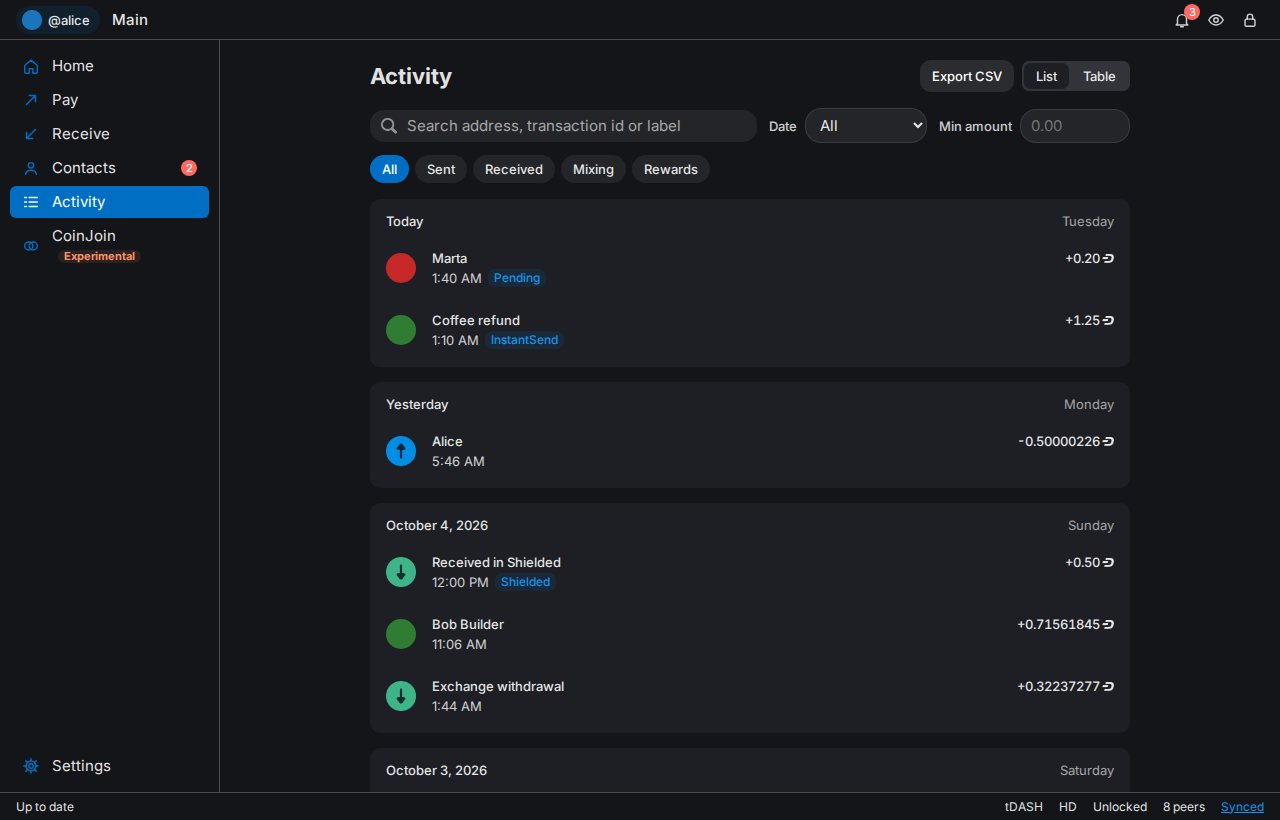 @alice Main 3
Home
Pay
Receive
Contacts 2
Activity
CoinJoin
Experimental
Settings
Activity Export CSV List Table
Search address, transaction id or label Date All Min amount 0.00
All Sent Received Mixing Rewards
Today Tuesday
Marta +0.20
1:40 AM Pending
Coffee refund +1.25
1:10 AM InstantSend
Yesterday Monday
Alice -0.50000226
5:46 AM
October 4, 2026 Sunday
Received in Shielded +0.50
12:00 PM Shielded
Bob Builder +0.71561845
11:06 AM
Exchange withdrawal +0.32237277
1:44 AM
October 3, 2026 Saturday
Up to date tDASH HD Unlocked 8 peers Synced